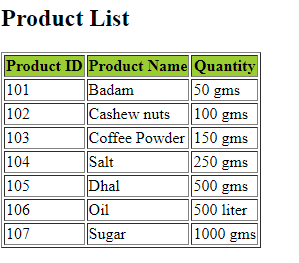 Product List
Product ID Product Name Quantity
101 Badam 50 gms
102 Cashew nuts 100 gms
103 Coffee Powder 150 gms
104 Salt 250 gms
105 Dhal 500 gms
106 Oil 500 liter
107 Sugar 1000 gms